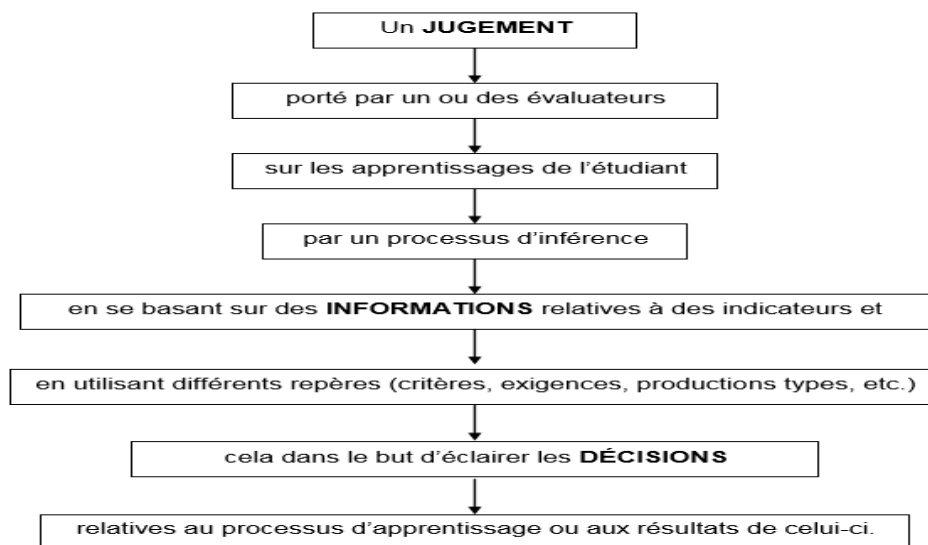 Un JUGEMENT
porté par un ou des évaluateurs
sur les apprentissages de l'étudiant
par un processus d'inférence
en se basant sur des INFORMATIONS relatives à des indicateurs et
en utilisant différents repères (critères, exigences, productions types, etc.)
cela dans le but d'éclairer les DÉCISIONS
relatives au processus d'apprentissage ou aux résultats de celui-ci.